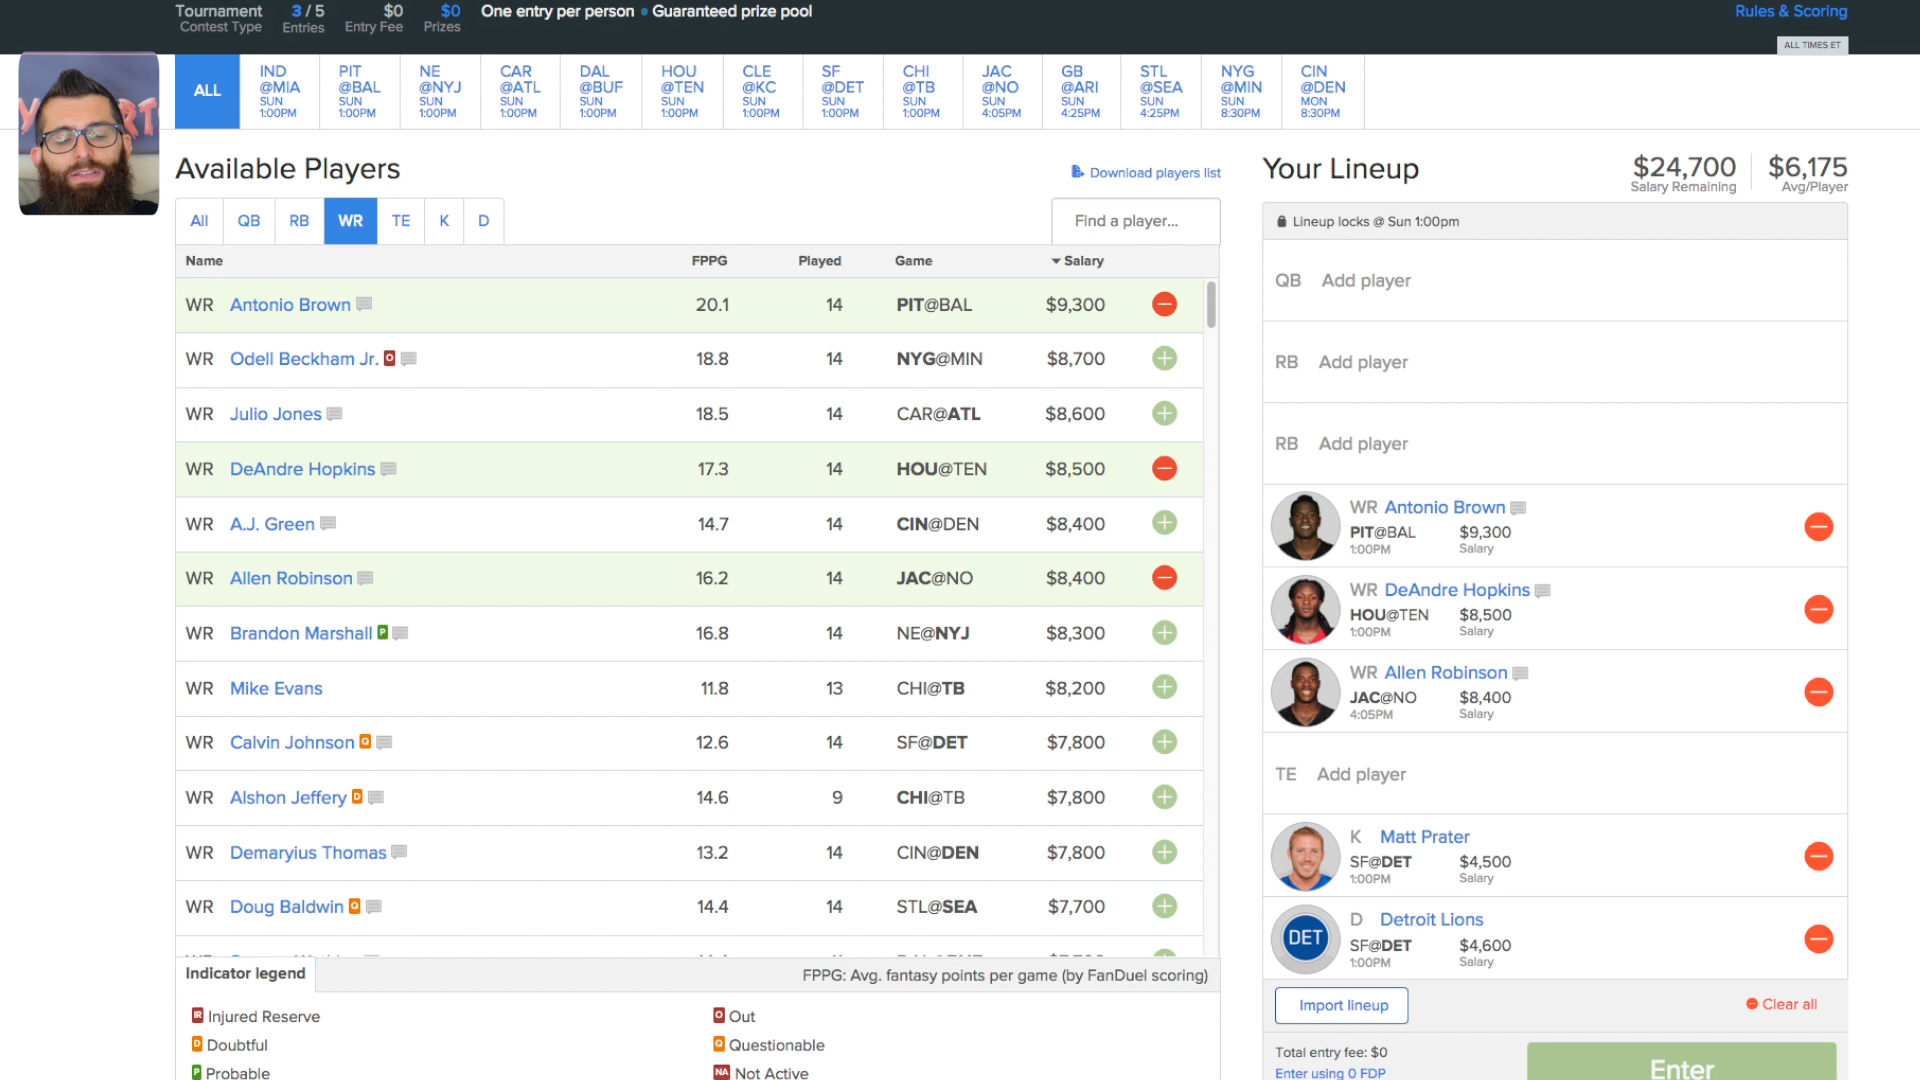 Tournament
Contest Type
3 / 5
Entries
$0
Entry Fee
$0
Prizes
One entry per person • Guaranteed prize pool
Rules & Scoring
ALL TIMES ET
ALL
IND
@MIA
SUN
1:00PM
PIT
@BAL
SUN
1:00PM
NE
@NYJ
SUN
1:00PM
CAR
@ATL
SUN
1:00PM
DAL
@BUF
SUN
1:00PM
HOU
@TEN
SUN
1:00PM
CLE
@KC
SUN
1:00PM
SF
@DET
SUN
1:00PM
CHI
@TB
SUN
1:00PM
JAC
@NO
SUN
4:05PM
GB
@ARI
SUN
4:25PM
STL
@SEA
SUN
4:25PM
NYG
@MIN
SUN
8:30PM
CIN
@DEN
MON
8:30PM
Available Players
Download players list
All QB RB WR TE K D
Find a player...
Name FPPG Played Game Salary
WR Antonio Brown 20.1 14 PIT@BAL $9,300
WR Odell Beckham Jr. O 18.8 14 NYG@MIN $8,700
WR Julio Jones 18.5 14 CAR@ATL $8,600
WR DeAndre Hopkins 17.3 14 HOU@TEN $8,500
WR A.J. Green 14.7 14 CIN@DEN $8,400
WR Allen Robinson 16.2 14 JAC@NO $8,400
WR Brandon Marshall P 16.8 14 NE@NYJ $8,300
WR Mike Evans 11.8 13 CHI@TB $8,200
WR Calvin Johnson Q 12.6 14 SF@DET $7,800
WR Alshon Jeffery D 14.6 9 CHI@TB $7,800
WR Demaryius Thomas 13.2 14 CIN@DEN $7,800
WR Doug Baldwin Q 14.4 14 STL@SEA $7,700
Indicator legend
FPPG: Avg. fantasy points per game (by FanDuel scoring)
IR Injured Reserve
O Out
D Doubtful
Q Questionable
P Probable
NA Not Active
Your Lineup
$24,700
Salary Remaining
$6,175
Avg/Player
Lineup locks @ Sun 1:00pm
QB Add player
RB Add player
RB Add player
WR Antonio Brown
PIT@BAL $9,300
1:00PM Salary
WR DeAndre Hopkins
HOU@TEN $8,500
1:00PM Salary
WR Allen Robinson
JAC@NO $8,400
4:05PM Salary
TE Add player
K Matt Prater
SF@DET $4,500
1:00PM Salary
DET
D Detroit Lions
SF@DET $4,600
1:00PM Salary
Import lineup
Clear all
Total entry fee: $0
Enter using 0 FDP
Enter